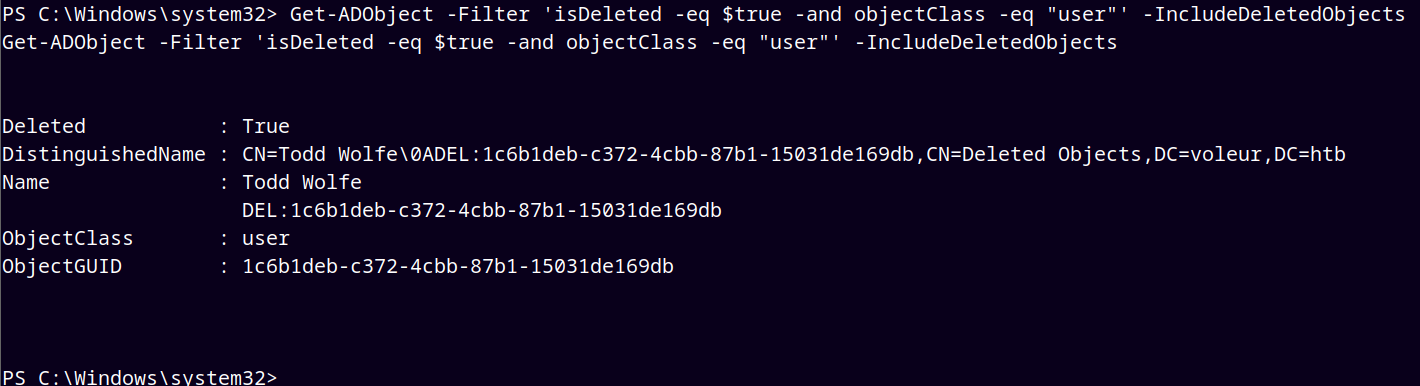 PS C:\Windows\system32> Get-ADObject -Filter 'isDeleted -eq $true -and objectClass -eq "user"' -IncludeDeletedObjects
Get-ADObject -Filter 'isDeleted -eq $true -and objectClass -eq "user"' -IncludeDeletedObjects
Deleted           : True
DistinguishedName : CN=Todd Wolfe\0ADEL:1c6b1deb-c372-4cbb-87b1-15031de169db,CN=Deleted Objects,DC=voleur,DC=htb
Name              : Todd Wolfe
                    DEL:1c6b1deb-c372-4cbb-87b1-15031de169db
ObjectClass       : user
ObjectGUID        : 1c6b1deb-c372-4cbb-87b1-15031de169db
PS C:\Windows\system32>